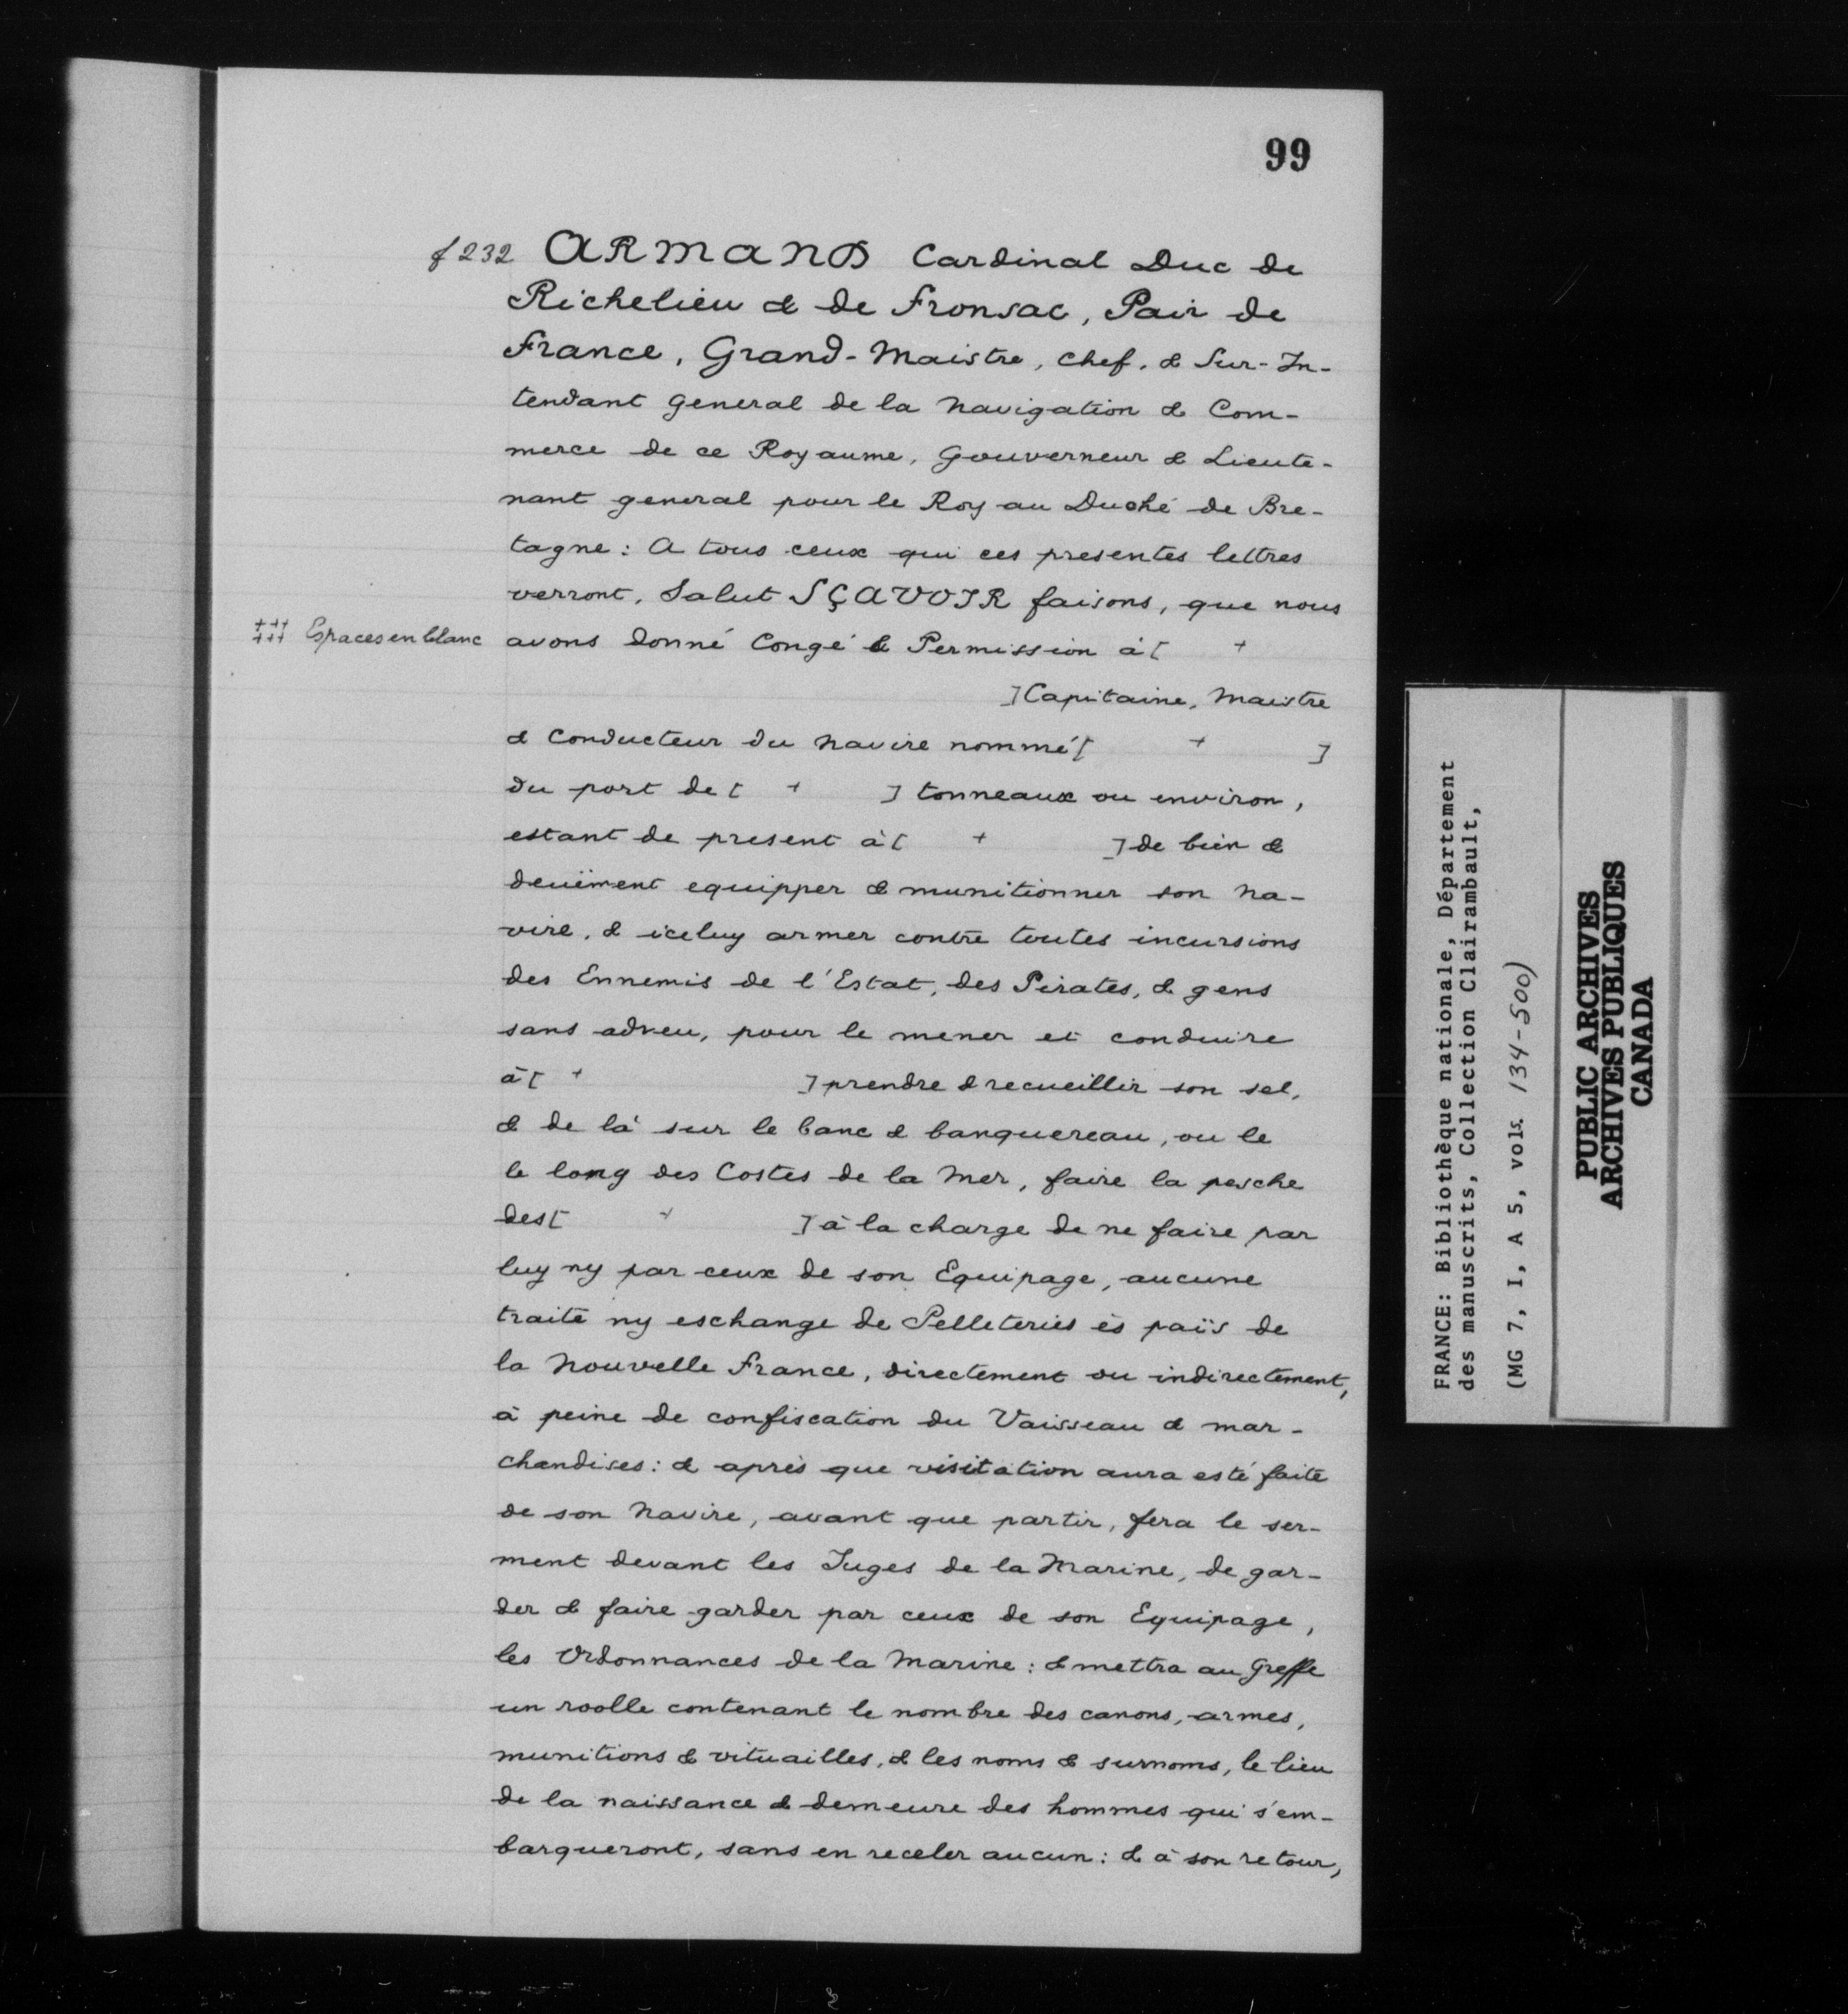 99
f 232 ARMAND Cardinal Duc de
Richelieu & de Fronsac, Pair de
France, Grand-Maistre, Chef, & Sur-In-
tendant general de la Navigation & Com-
merce de ce Royaume, Gouverneur & Lieute-
nant general pour le Roy au Duché de Bre-
tagne: A tous ceux qui ces presentes lettres
verront, Salut SÇAVOIR faisons, que nous
+++ +++ Espaces en blanc
avons donné Congé & Permission à [ +
] Capitaine, Maistre
& Conducteur du Navire nommé [ + ]
du port de [ + ] tonneaux ou environ,
estant de present à [ + ] de bien &
deuëment equipper & munitionner son Na-
vire, & iceluy armer contre toutes incursions
des Ennemis de l'Estat, des Pirates, & gens
sans adveu, pour le mener et conduire
à [ + ] prendre & recueillir son sel,
& de là sur le banc & banquereau, ou le
le long des Costes de la Mer, faire la pesche
des [ + ] à la charge de ne faire par
luy ny par ceux de son Equipage, aucune
traite ny eschange de Pelleteries ès païs de
la Nouvelle France, directement ou indirectement,
à peine de confiscation du Vaisseau & mar-
chandises: & après que visitation aura esté faite
de son Navire, avant que partir, fera le ser-
ment devant les Juges de la Marine, de gar-
der & faire garder par ceux de son Equipage,
les Ordonnances de la Marine: & mettra au Greffe
un roolle contenant le nombre des canons, armes,
munitions & vituailles, & les noms & surnoms, le lieu
de la naissance & demeure des hommes qui s'em-
barqueront, sans en receler aucun: & à son retour,
FRANCE: Bibliothèque nationale, Département
des manuscrits, Collection Clairambault,
(MG 7, I, A 5, vols. 134-500)
PUBLIC ARCHIVES
ARCHIVES PUBLIQUES
CANADA